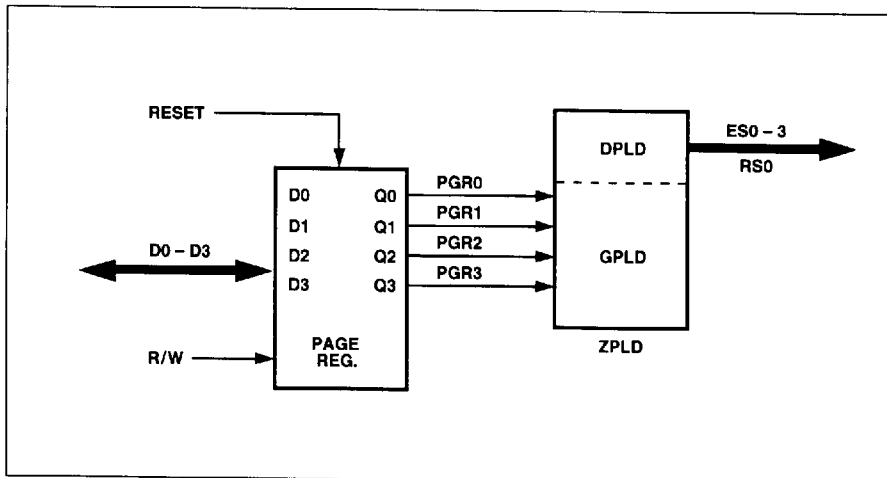 RESET
DPLD
ES0 – 3
RS0
D0 Q0 PGR0
D1 Q1 PGR1
D2 Q2 PGR2
D3 Q3 PGR3
GPLD
D0 – D3
R/W
PAGE
REG.
ZPLD